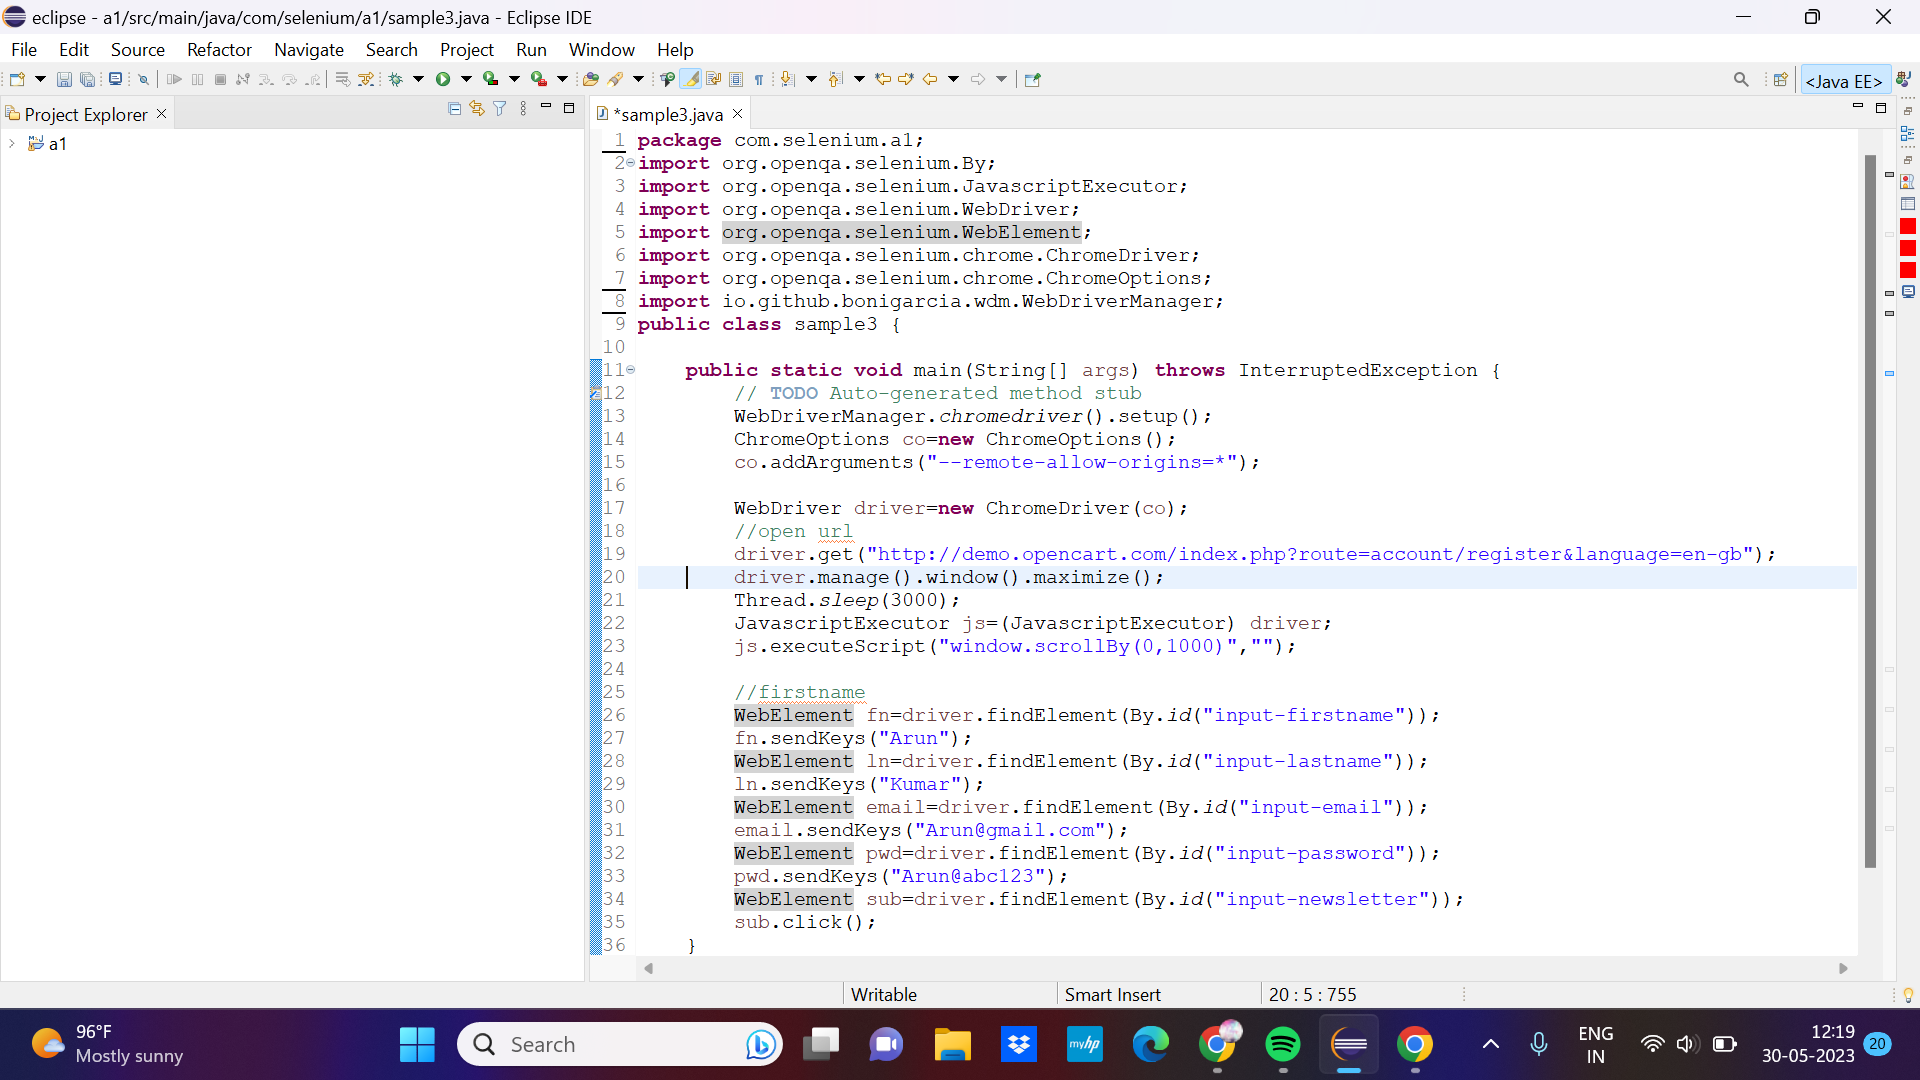 eclipse - a1/src/main/java/com/selenium/a1/sample3.java - Eclipse IDE
File Edit Source Refactor Navigate Search Project Run Window Help
<Java EE>
Project Explorer
a1
*sample3.java
1 package com.selenium.a1;
2 import org.openqa.selenium.By;
3 import org.openqa.selenium.JavascriptExecutor;
4 import org.openqa.selenium.WebDriver;
5 import org.openqa.selenium.WebElement;
6 import org.openqa.selenium.chrome.ChromeDriver;
7 import org.openqa.selenium.chrome.ChromeOptions;
8 import io.github.bonigarcia.wdm.WebDriverManager;
9 public class sample3 {
10
11 public static void main(String[] args) throws InterruptedException {
12 // TODO Auto-generated method stub
13 WebDriverManager.chromedriver().setup();
14 ChromeOptions co=new ChromeOptions();
15 co.addArguments("--remote-allow-origins=*");
16
17 WebDriver driver=new ChromeDriver(co);
18 //open url
19 driver.get("http://demo.opencart.com/index.php?route=account/register&language=en-gb");
20 driver.manage().window().maximize();
21 Thread.sleep(3000);
22 JavascriptExecutor js=(JavascriptExecutor) driver;
23 js.executeScript("window.scrollBy(0,1000)","");
24
25 //firstname
26 WebElement fn=driver.findElement(By.id("input-firstname"));
27 fn.sendKeys("Arun");
28 WebElement ln=driver.findElement(By.id("input-lastname"));
29 ln.sendKeys("Kumar");
30 WebElement email=driver.findElement(By.id("input-email"));
31 email.sendKeys("Arun@gmail.com");
32 WebElement pwd=driver.findElement(By.id("input-password"));
33 pwd.sendKeys("Arun@abc123");
34 WebElement sub=driver.findElement(By.id("input-newsletter"));
35 sub.click();
36 }
Writable Smart Insert 20 : 5 : 755
96°F
Mostly sunny
Search
myhp
ENG
IN
12:19
30-05-2023
20